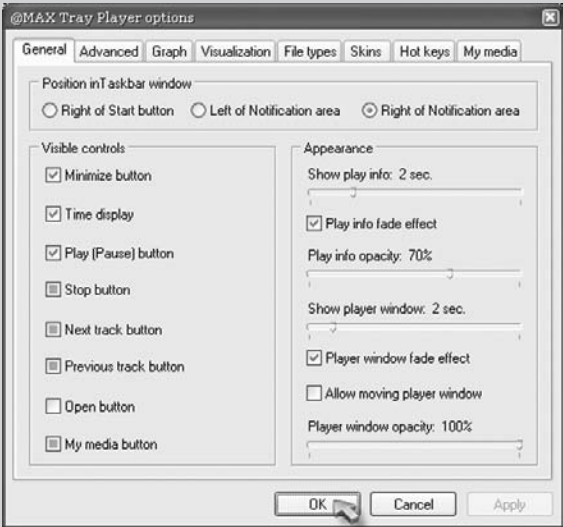 @MAX Tray Player options
General Advanced Graph Visualization File types Skins Hot keys My media
Position inTaskbar window
Right of Start button Left of Notification area Right of Notification area
Visible controls
Minimize button
Time display
Play (Pause) button
Stop button
Next track button
Previous track button
Open button
My media button
Appearance
Show play info: 2 sec.
Play info fade effect
Play info opacity: 70%
Show player window: 2 sec.
Player window fade effect
Allow moving player window
Player window opacity: 100%
OK Cancel Apply